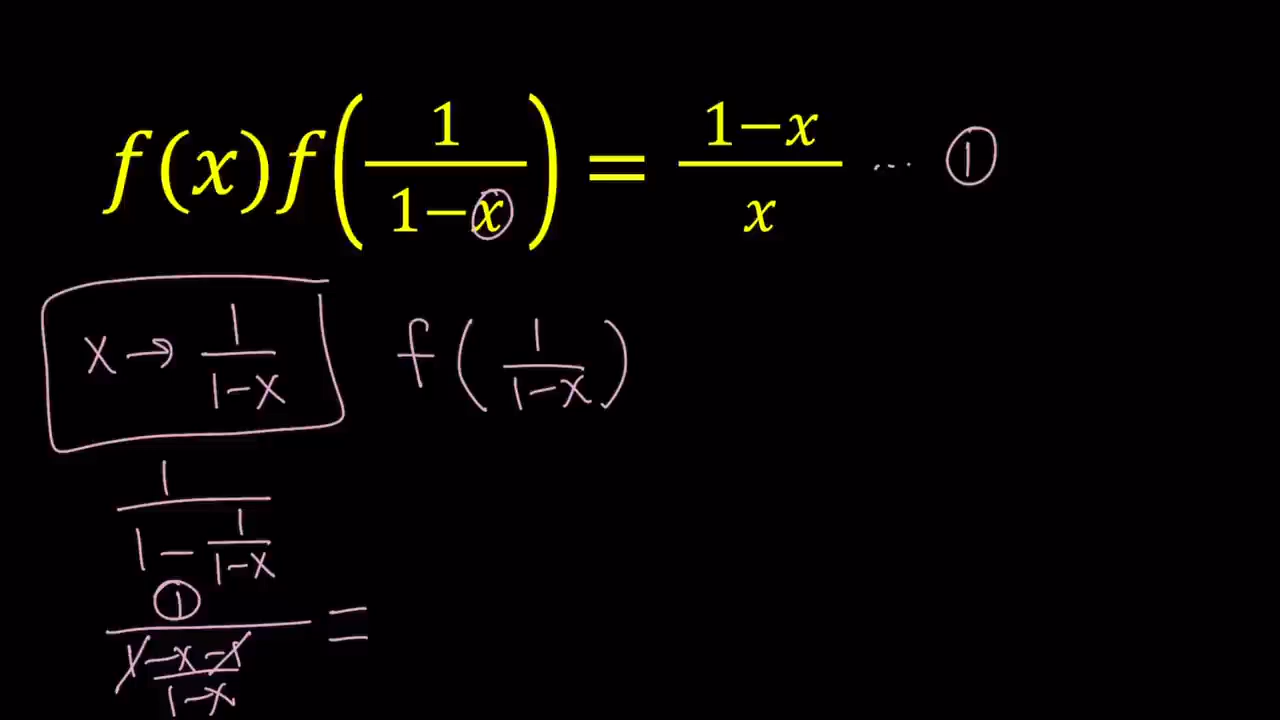 f(x)f(1/(1−x)) = (1−x)/x ... ①
x → 1/(1−x) f(1/(1−x))
1/(1 − 1/(1−x))
①/((1−x−1)/(1−x)) =